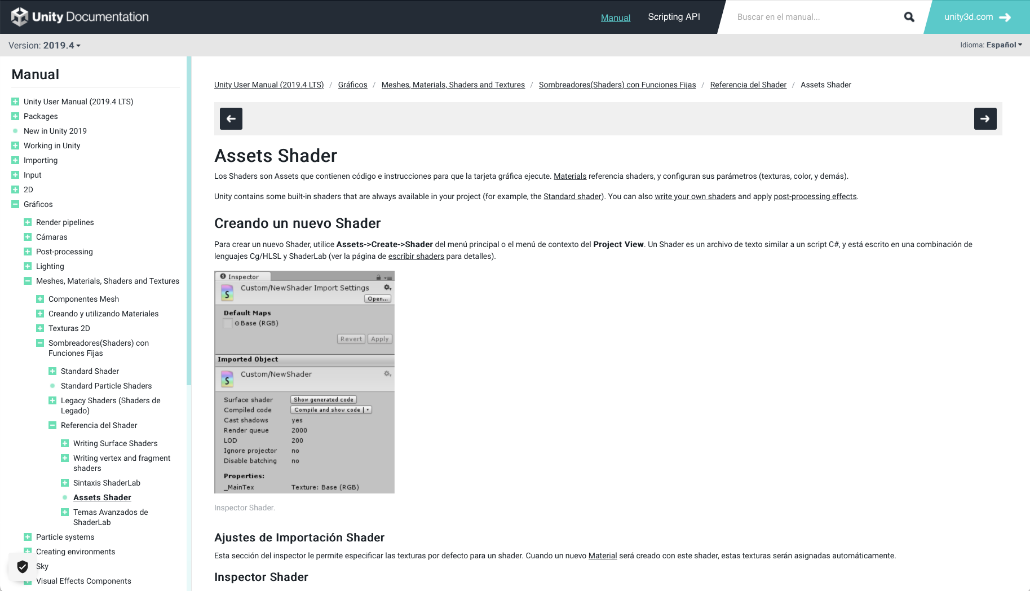 Unity Documentation
Manual
Scripting API
Buscar en el manual...
unity3d.com
Version: 2019.4
Idioma: Español
Manual
Unity User Manual (2019.4 LTS)
Packages
New in Unity 2019
Working in Unity
Importing
Input
2D
Gráficos
Render pipelines
Cámaras
Post-processing
Lighting
Meshes, Materials, Shaders and Textures
Componentes Mesh
Creando y utilizando Materiales
Texturas 2D
Sombreadores(Shaders) con
Funciones Fijas
Standard Shader
Standard Particle Shaders
Legacy Shaders (Shaders de
Legado)
Referencia del Shader
Writing Surface Shaders
Writing vertex and fragment
shaders
Sintaxis ShaderLab
Assets Shader
Temas Avanzados de
ShaderLab
Particle systems
Creating environments
Sky
Visual Effects Components
Unity User Manual (2019.4 LTS) / Gráficos / Meshes, Materials, Shaders and Textures / Sombreadores(Shaders) con Funciones Fijas / Referencia del Shader / Assets Shader
Assets Shader
Los Shaders son Assets que contienen código e instrucciones para que la tarjeta gráfica ejecute. Materials referencia shaders, y configuran sus parámetros (texturas, color, y demás).
Unity contains some built-in shaders that are always available in your project (for example, the Standard shader). You can also write your own shaders and apply post-processing effects.
Creando un nuevo Shader
Para crear un nuevo Shader, utilice Assets->Create->Shader del menú principal o el menú de contexto del Project View. Un Shader es un archivo de texto similar a un script C#, y está escrito en una combinación de
lenguajes Cg/HLSL y ShaderLab (ver la página de escribir shaders para detalles).
Inspector
Custom/NewShader Import Settings
Open...
Default Maps
Base (RGB)
Revert Apply
Imported Object
Custom/NewShader
Surface shader Show generated code
Compiled code Compile and show code
Cast shadows yes
Render queue 2000
LOD 200
Ignore projector no
Disable batching no
Properties:
_MainTex Texture: Base (RGB)
Inspector Shader.
Ajustes de Importación Shader
Esta sección del inspector le permite especificar las texturas por defecto para un shader. Cuando un nuevo Material será creado con este shader, estas texturas serán asignadas automáticamente.
Inspector Shader